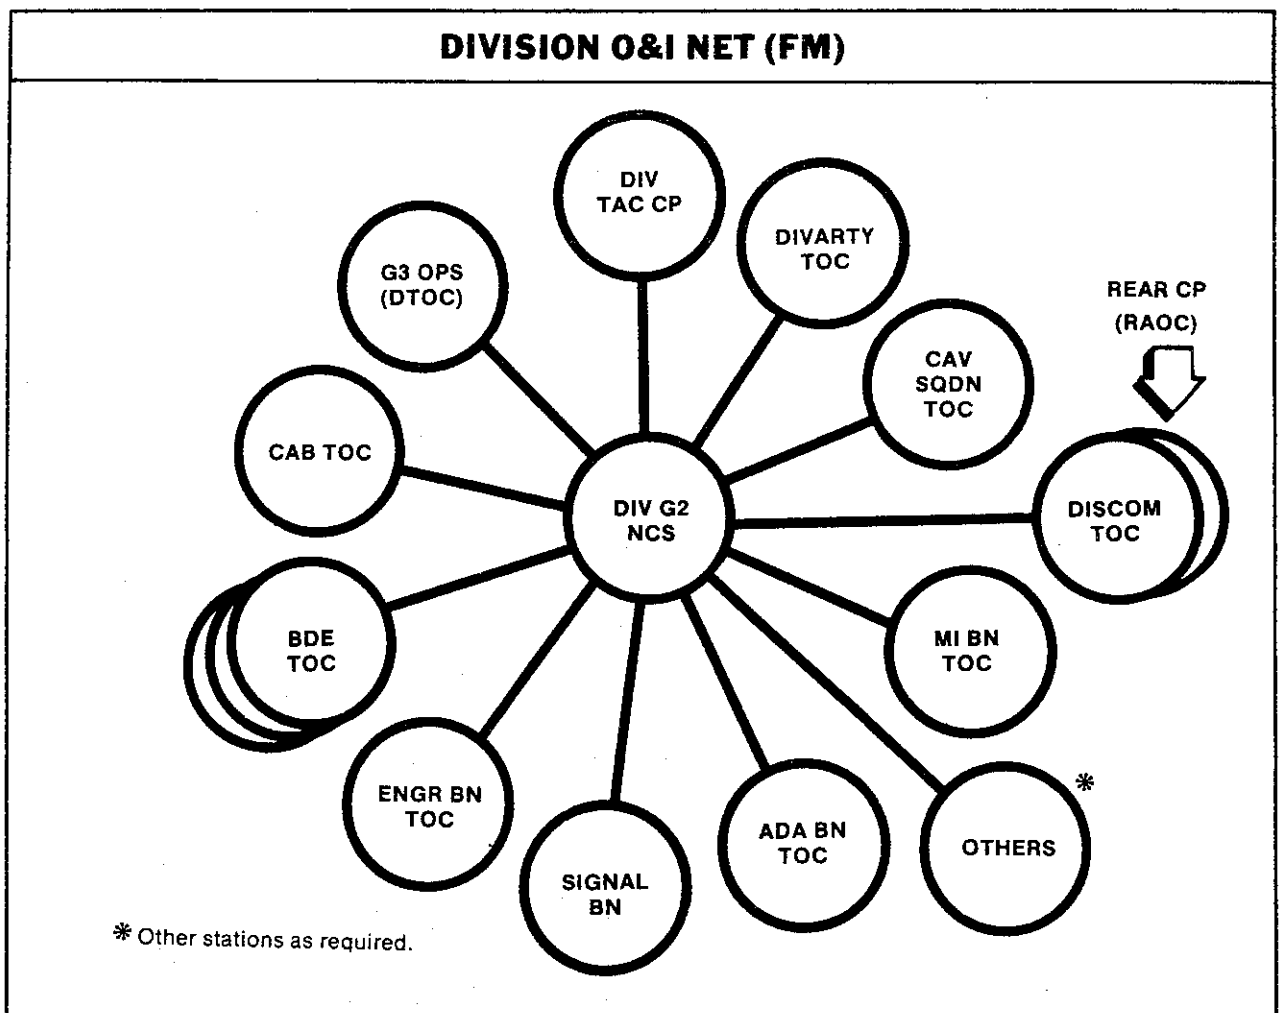 DIVISION O&I NET (FM)
DIV
TAC CP
DIVARTY
TOC
G3 OPS
(DTOC)
REAR CP
(RAOC)
CAV
SQDN
TOC
CAB TOC
DIV G2
NCS
DISCOM
TOC
BDE
TOC
MI BN
TOC
ENGR BN
TOC
SIGNAL
BN
ADA BN
TOC
OTHERS
*
* Other stations as required.